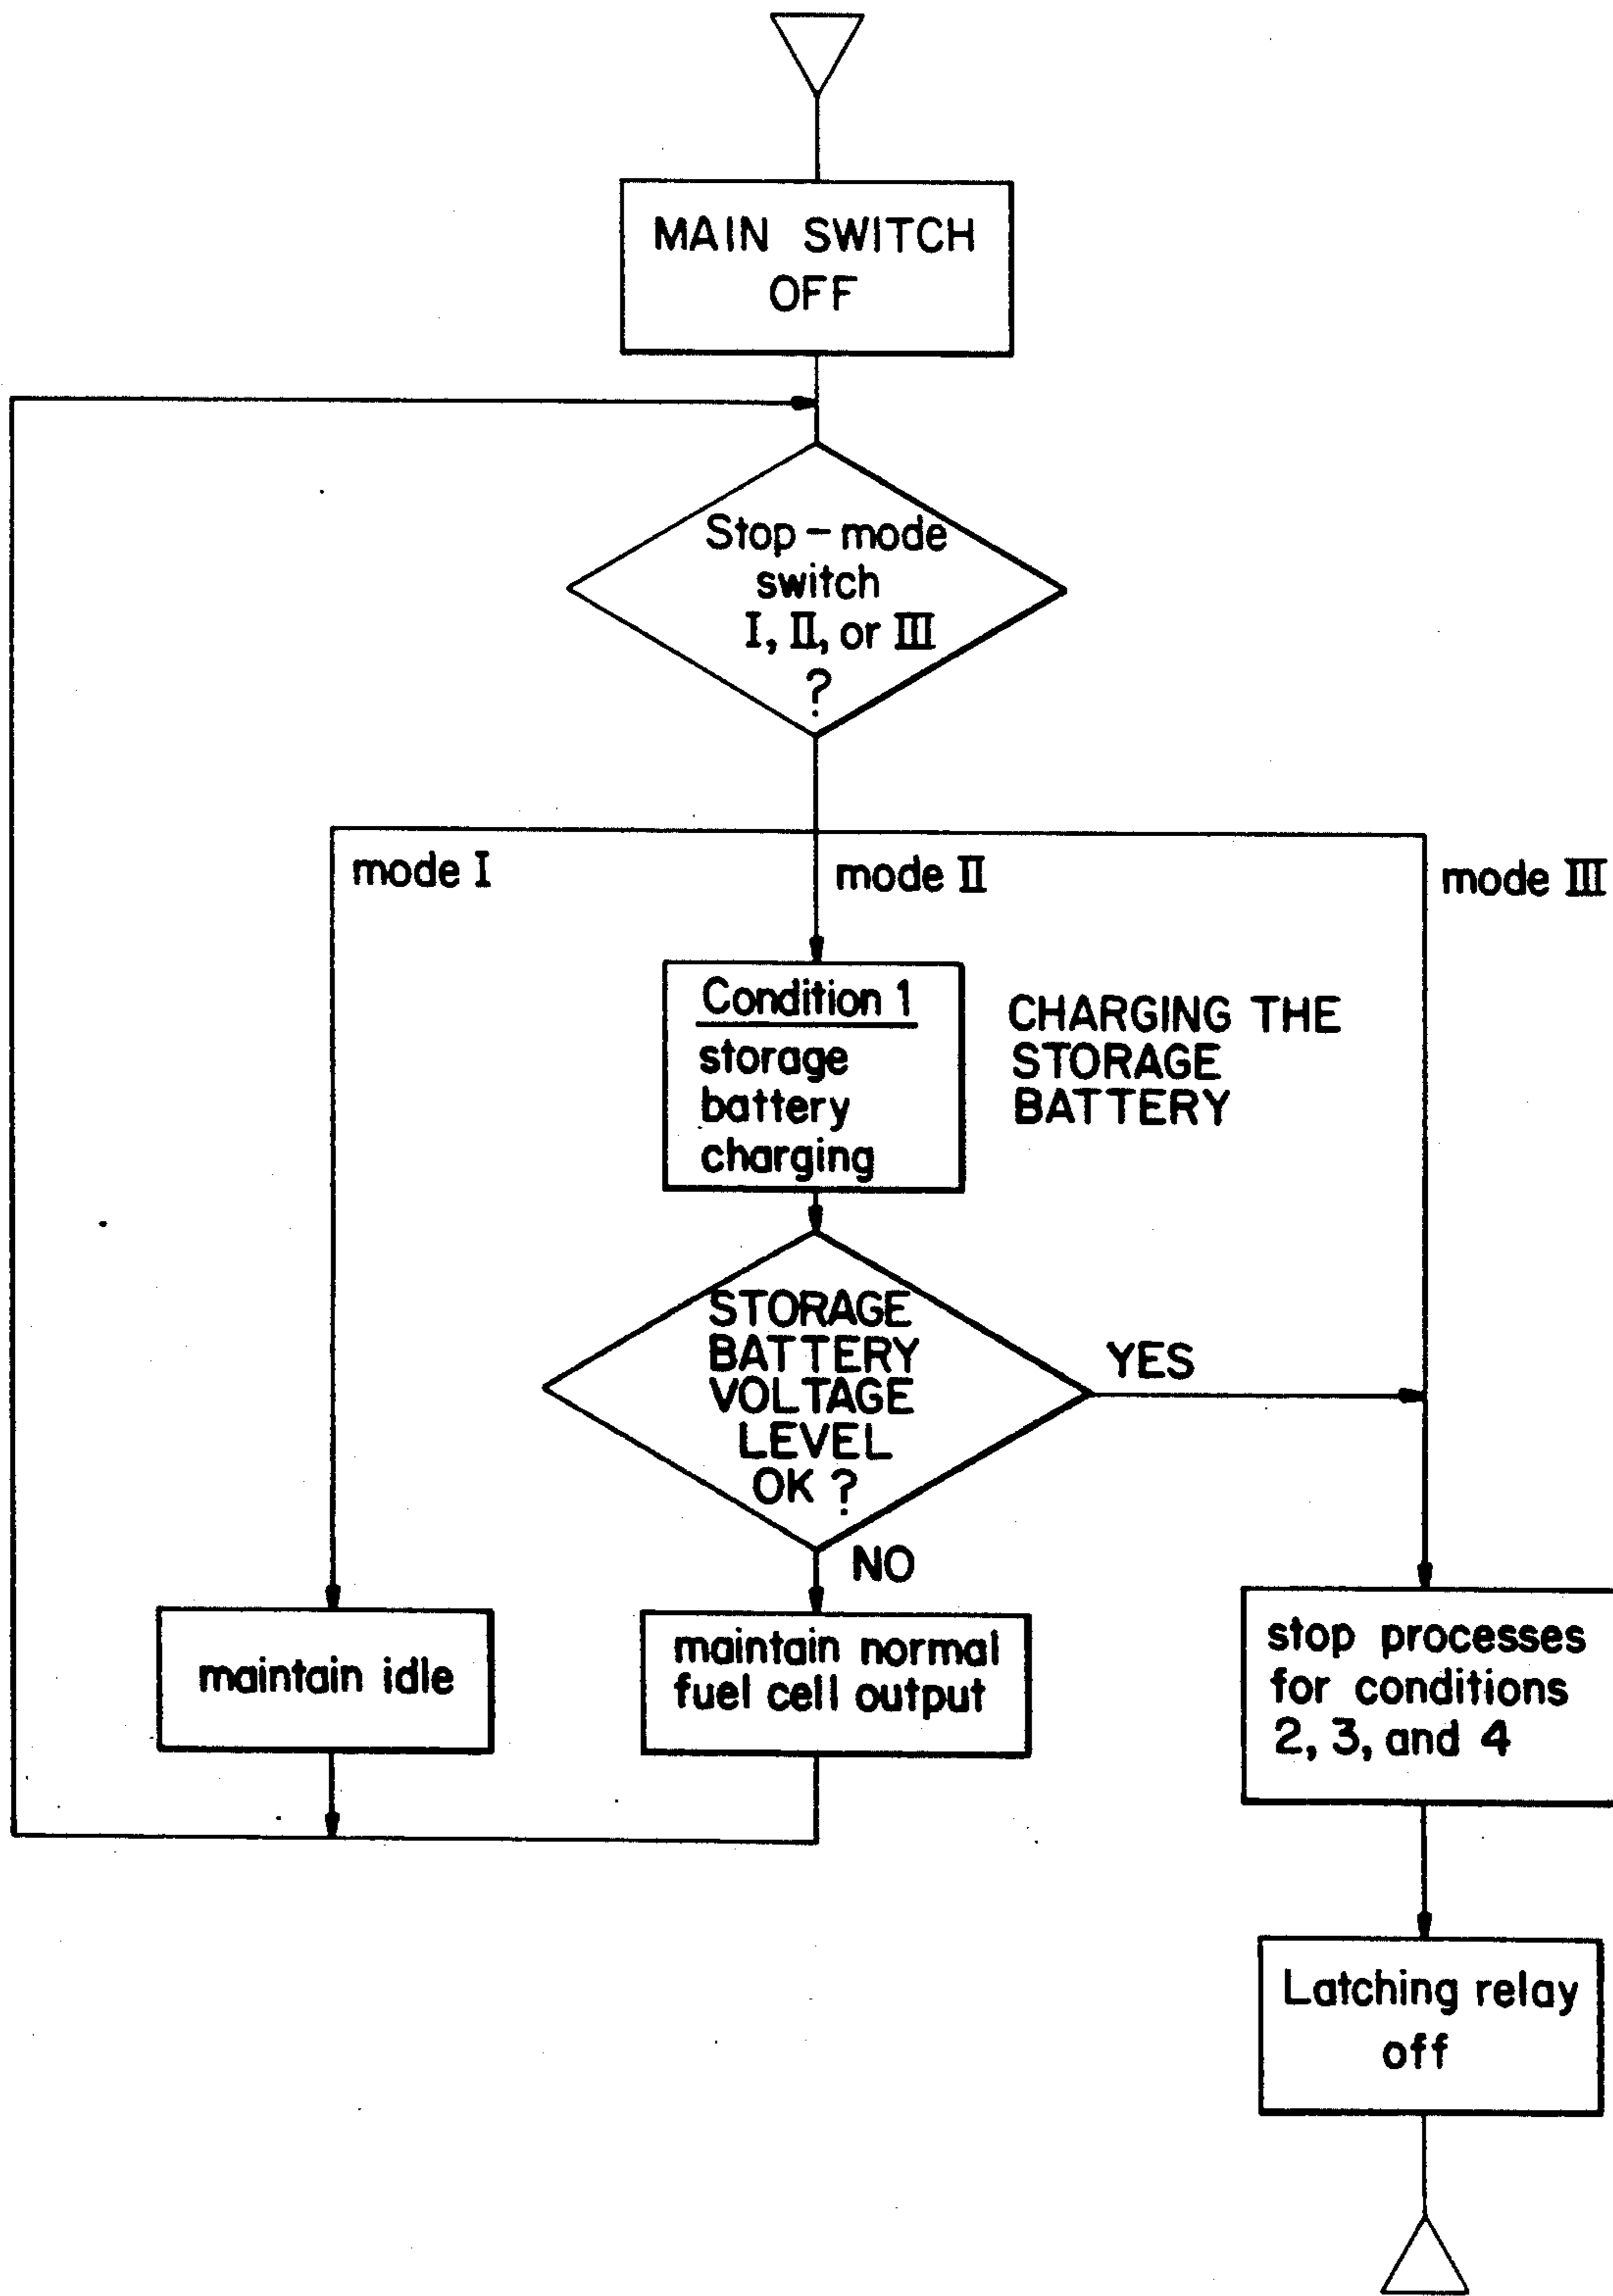 MAIN SWITCH
OFF
Stop-mode
switch
I, II, or III
?
mode I
mode II
mode III
Condition 1
storage
battery
charging
CHARGING THE
STORAGE
BATTERY
STORAGE
BATTERY
VOLTAGE
LEVEL
OK ?
YES
NO
maintain idle
maintain normal
fuel cell output
stop processes
for conditions
2, 3, and 4
Latching relay
off